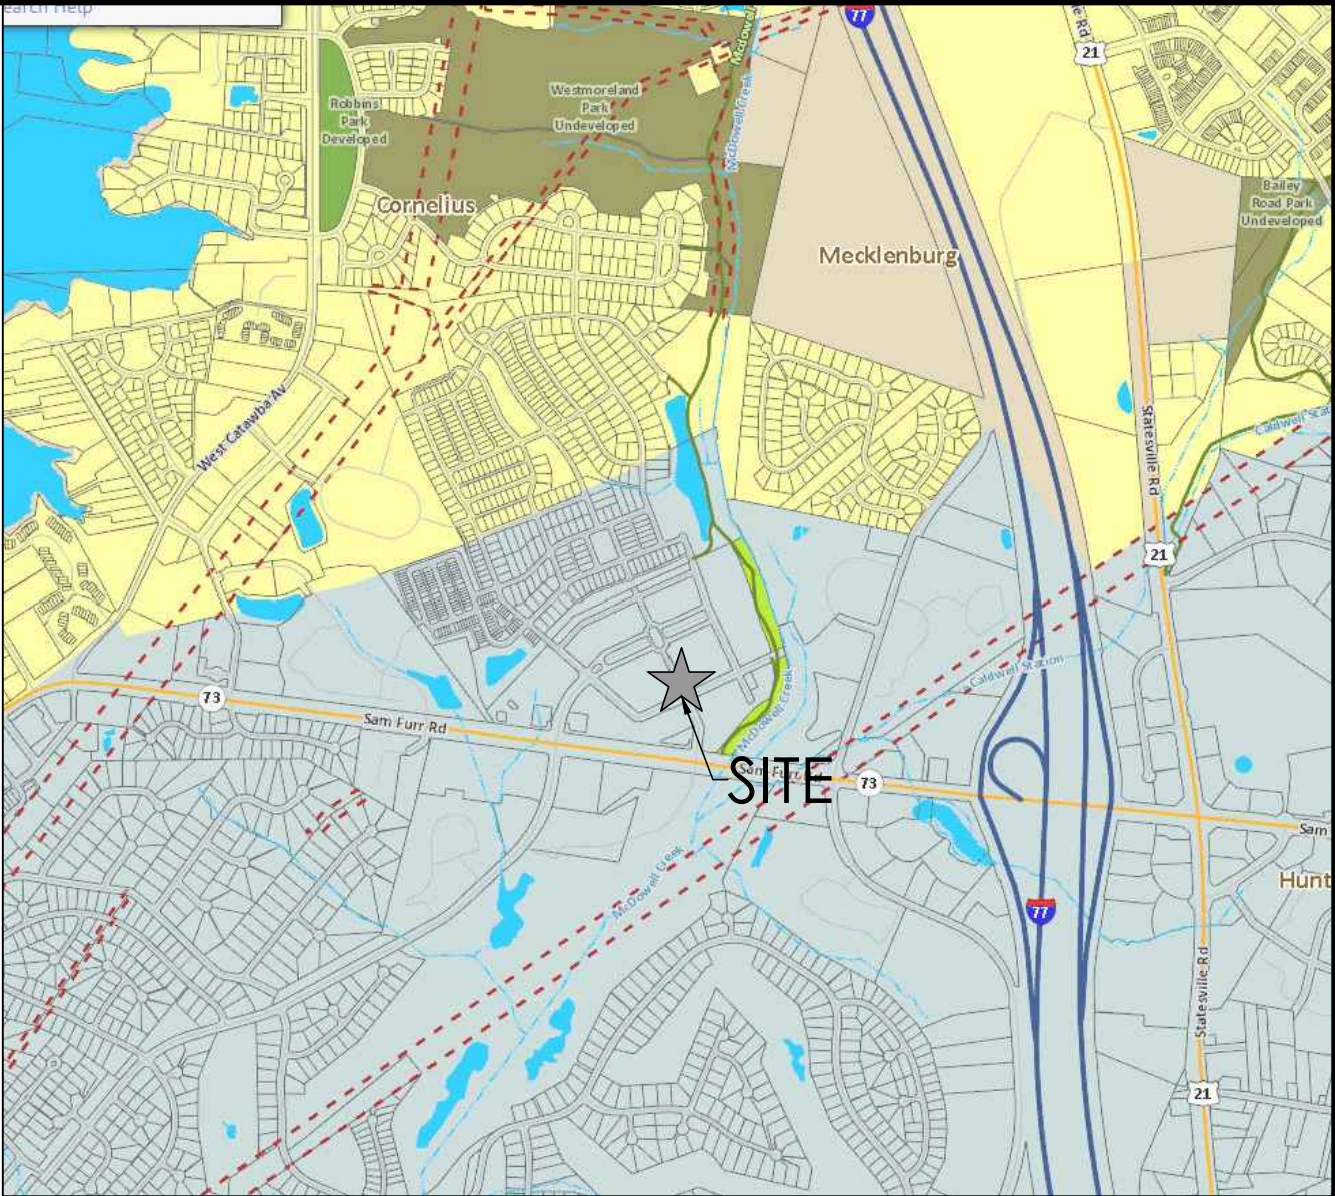 earch Help
77
21
Robbins
Park
Developed
Westmoreland
Park
Undeveloped
McDowell Creek
Bailey
Road Park
Undeveloped
Cornelius
Mecklenburg
West Catawba Av
Statesville Rd
Caldwell Stat
21
73
Sam Furr Rd
Caldwell Station
McDowell Creek
SITE
73
Sam
Hunt
McDowell Creek
77
Statesville Rd
21